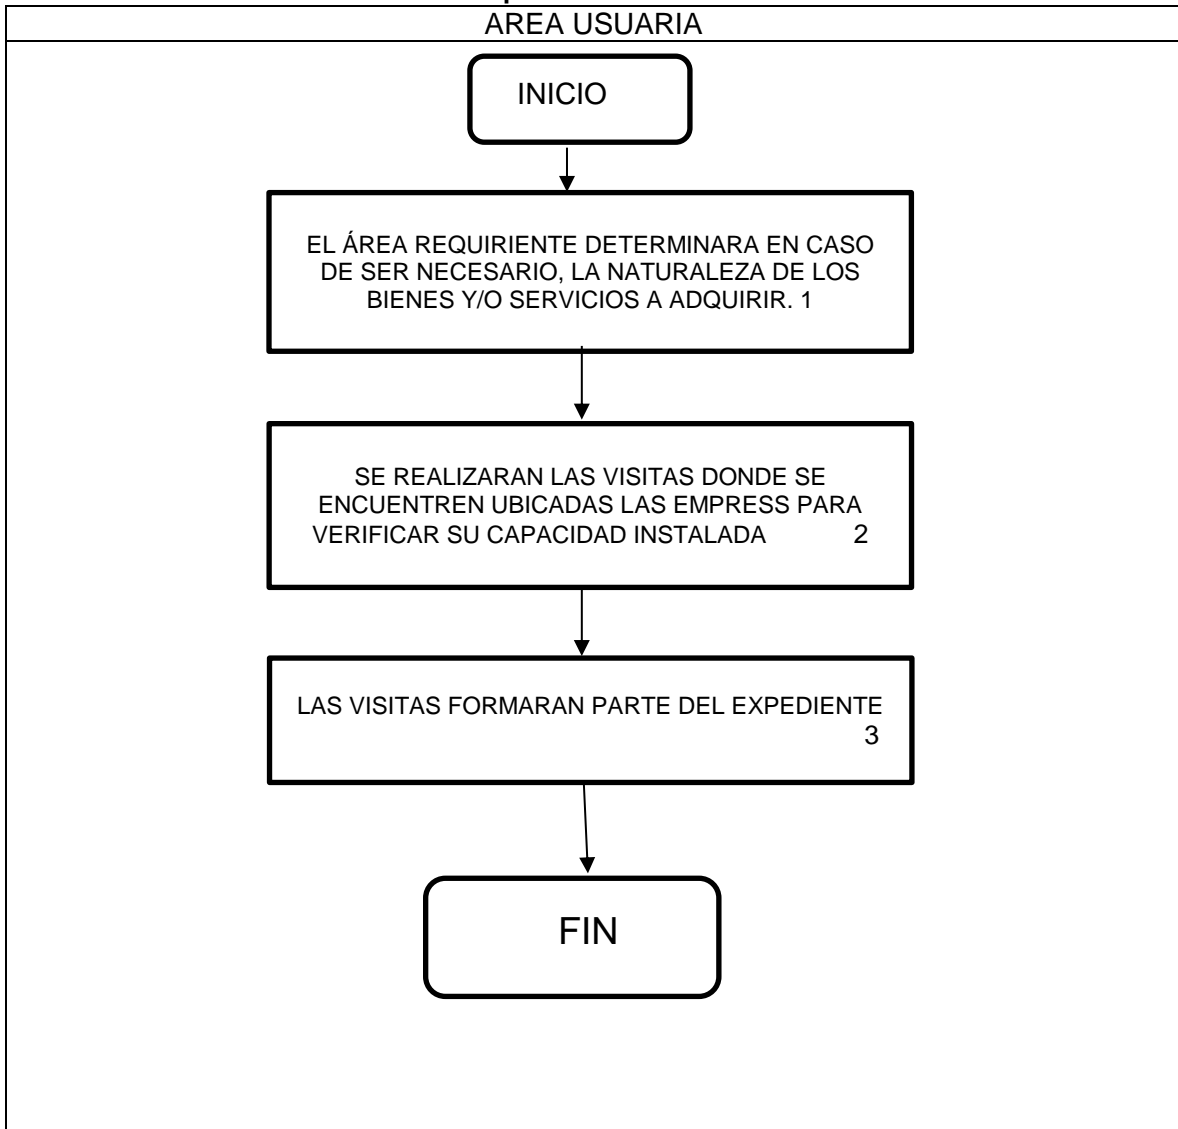 AREA USUARIA
INICIO
EL ÁREA REQUIRIENTE DETERMINARA EN CASO
DE SER NECESARIO, LA NATURALEZA DE LOS
BIENES Y/O SERVICIOS A ADQUIRIR. 1
SE REALIZARAN LAS VISITAS DONDE SE
ENCUENTREN UBICADAS LAS EMPRESS PARA
VERIFICAR SU CAPACIDAD INSTALADA 2
LAS VISITAS FORMARAN PARTE DEL EXPEDIENTE
3
FIN